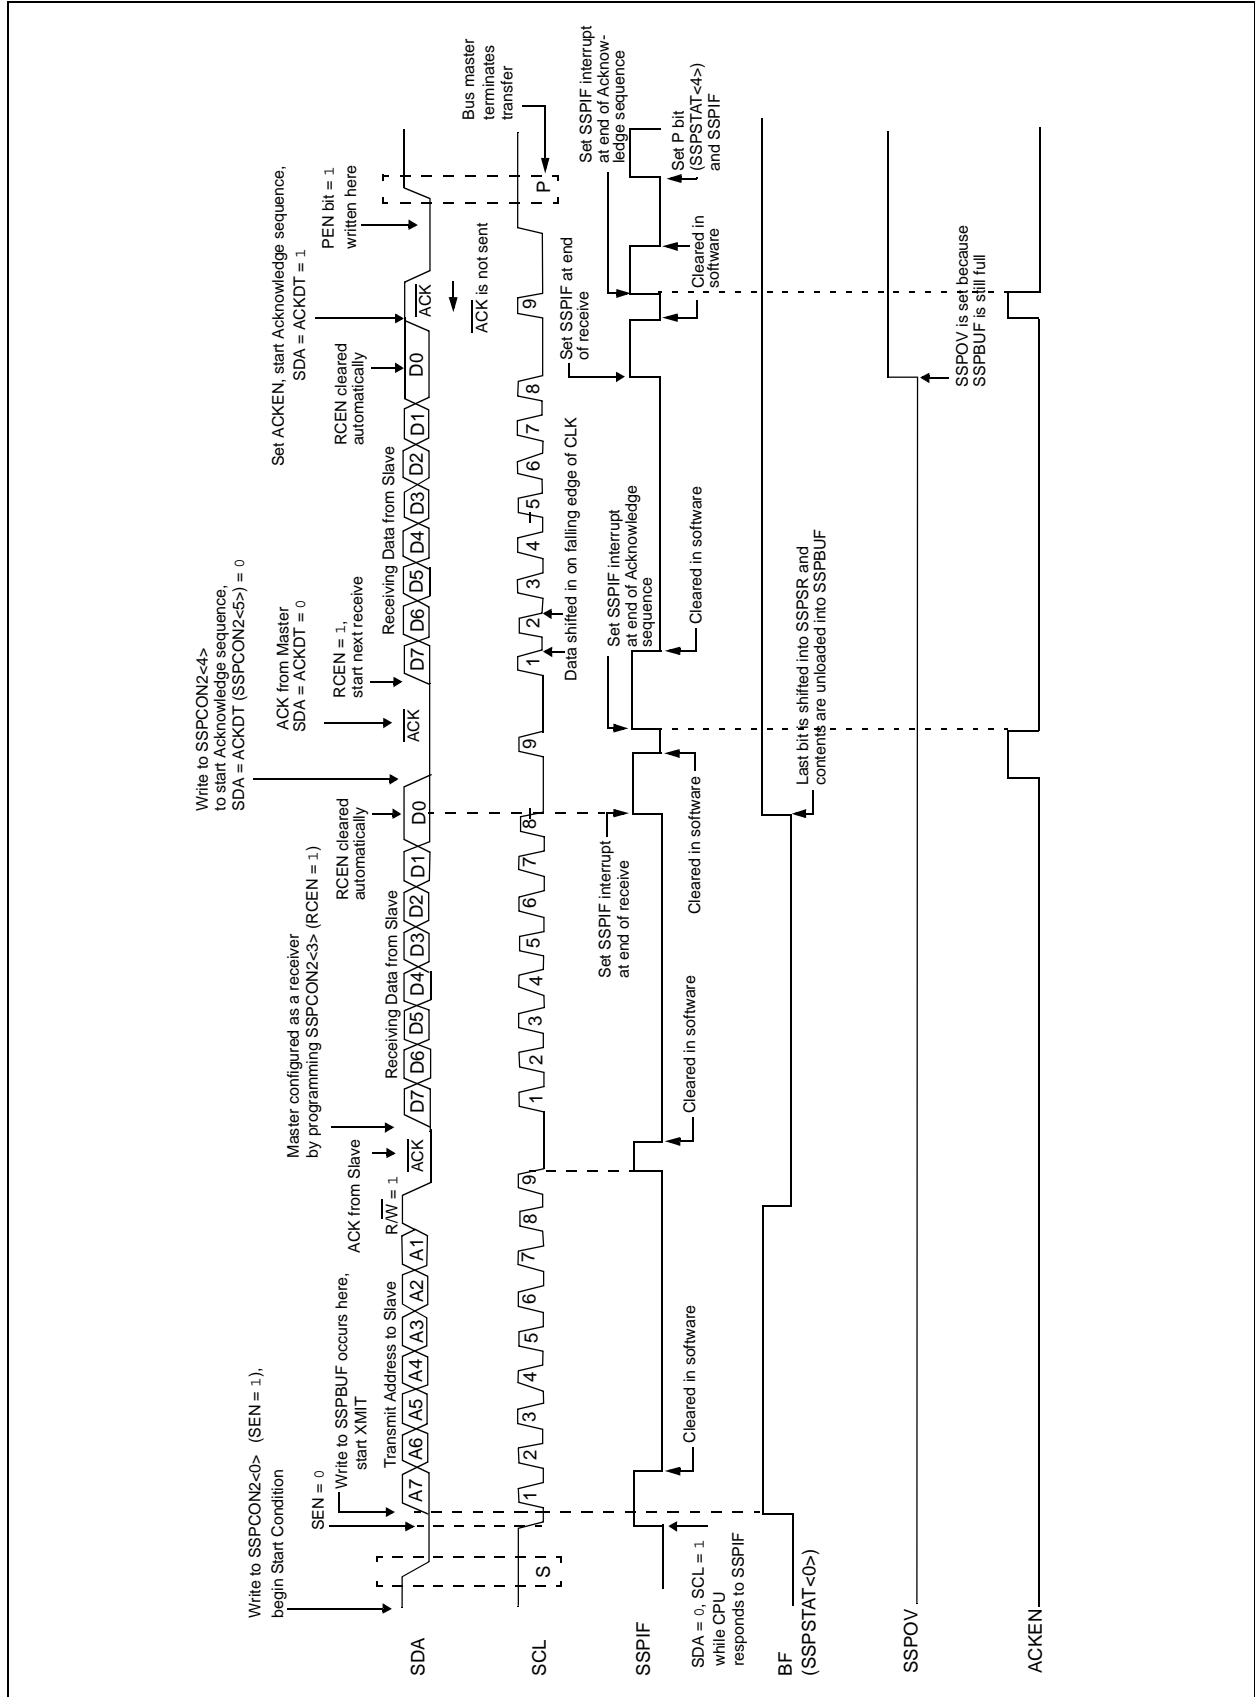 Write to SSPCON2<0> (SEN = 1),
begin Start Condition
SEN = 0
Write to SSPBUF occurs here,
start XMIT
ACK from Slave
Master configured as a receiver
by programming SSPCON2<3> (RCEN = 1)
RCEN cleared
automatically
Write to SSPCON2<4>
to start Acknowledge sequence,
SDA = ACKDT (SSPCON2<5>) = 0
ACK from Master
SDA = ACKDT = 0
RCEN = 1,
start next receive
RCEN cleared
automatically
Set ACKEN, start Acknowledge sequence,
SDA = ACKDT = 1
PEN bit = 1
written here
Transmit Address to Slave
R/W = 1
Receiving Data from Slave
Receiving Data from Slave
SDA
A7 A6 A5 A4 A3 A2 A1 ACK D7 D6 D5 D4 D3 D2 D1 D0 ACK D7 D6 D5 D4 D3 D2 D1 D0 ACK
ACK is not sent
Bus master
terminates
transfer
SCL
S 1 2 3 4 5 6 7 8 9 1 2 3 4 5 6 7 8 9 1 2 3 4 5 6 7 8 9 P
Data shifted in on falling edge of CLK
Set SSPIF interrupt
at end of receive
Set SSPIF interrupt
at end of Acknowledge
sequence
Set SSPIF at end
of receive
Set SSPIF interrupt
at end of Acknow-
ledge sequence
SSPIF
SDA = 0, SCL = 1
while CPU
responds to SSPIF
Cleared in software
Cleared in software
Cleared in software
Cleared in software
Cleared in
software
Set P bit
(SSPSTAT<4>)
and SSPIF
BF
(SSPSTAT<0>)
Last bit is shifted into SSPSR and
contents are unloaded into SSPBUF
SSPOV
SSPOV is set because
SSPBUF is still full
ACKEN